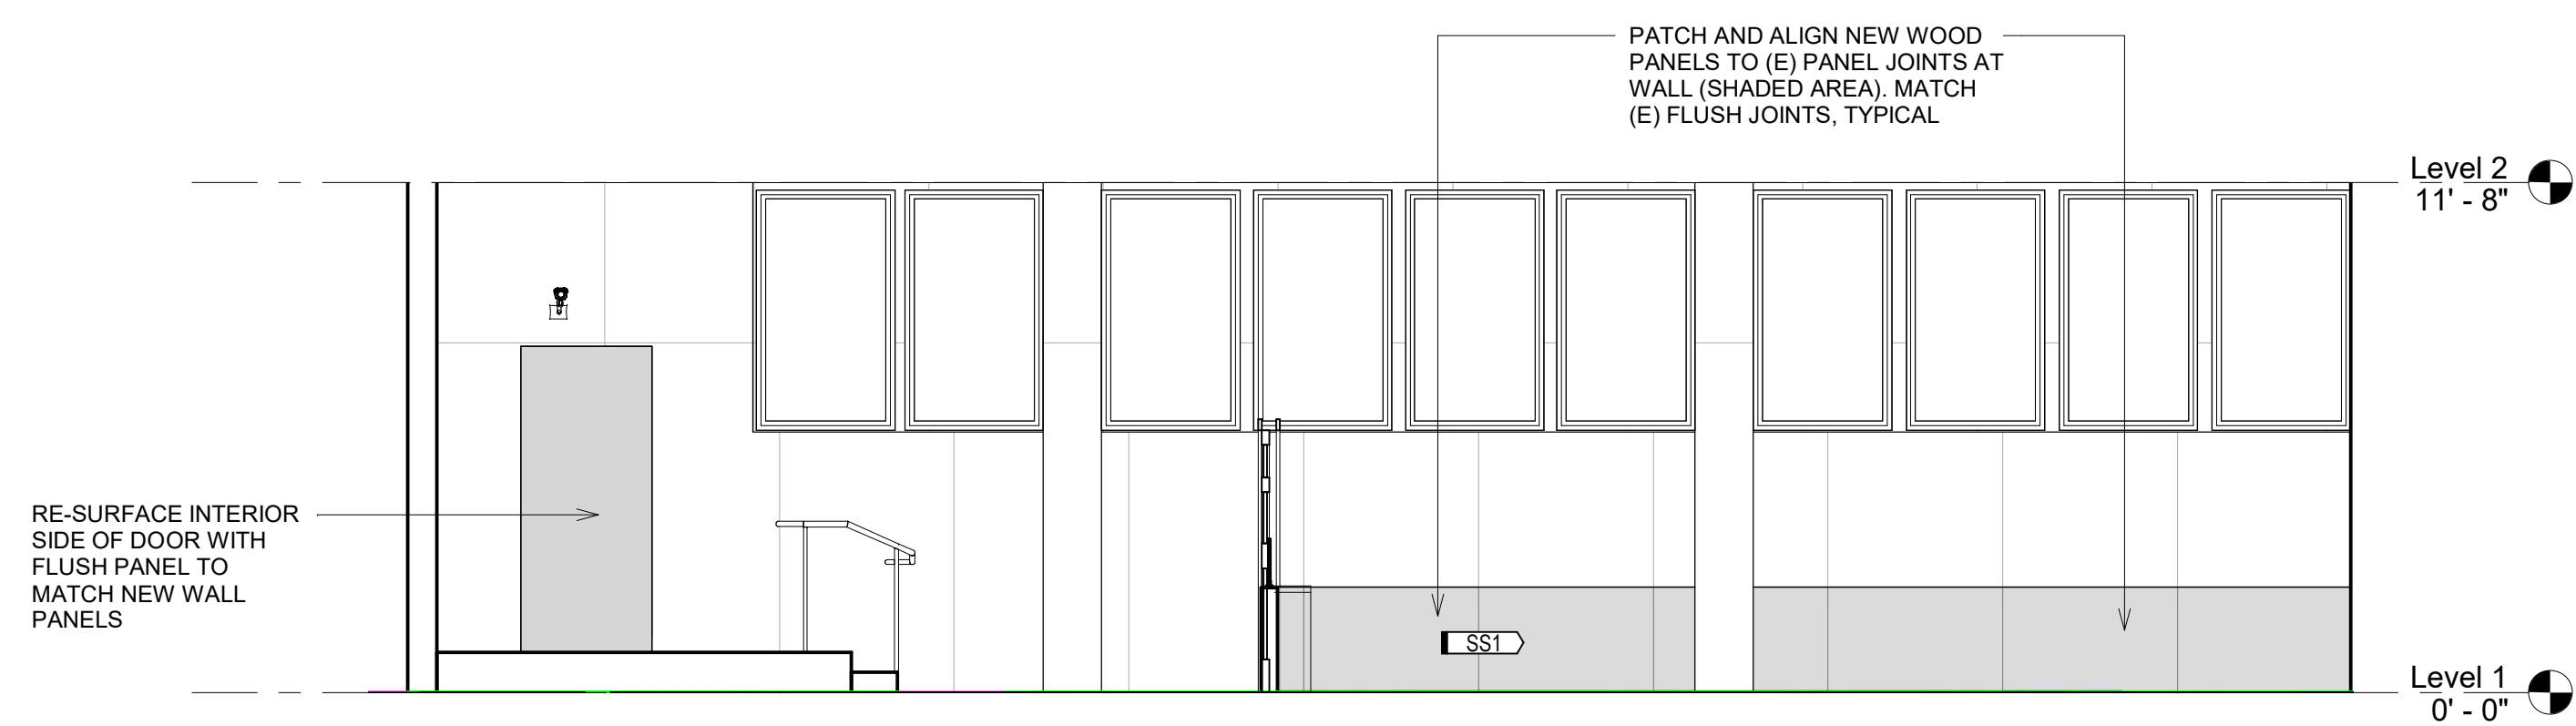 PATCH AND ALIGN NEW WOOD
PANELS TO (E) PANEL JOINTS AT
WALL (SHADED AREA). MATCH
(E) FLUSH JOINTS, TYPICAL
Level 2
11' - 8"
RE-SURFACE INTERIOR
SIDE OF DOOR WITH
FLUSH PANEL TO
MATCH NEW WALL
PANELS
SS1
Level 1
0' - 0"